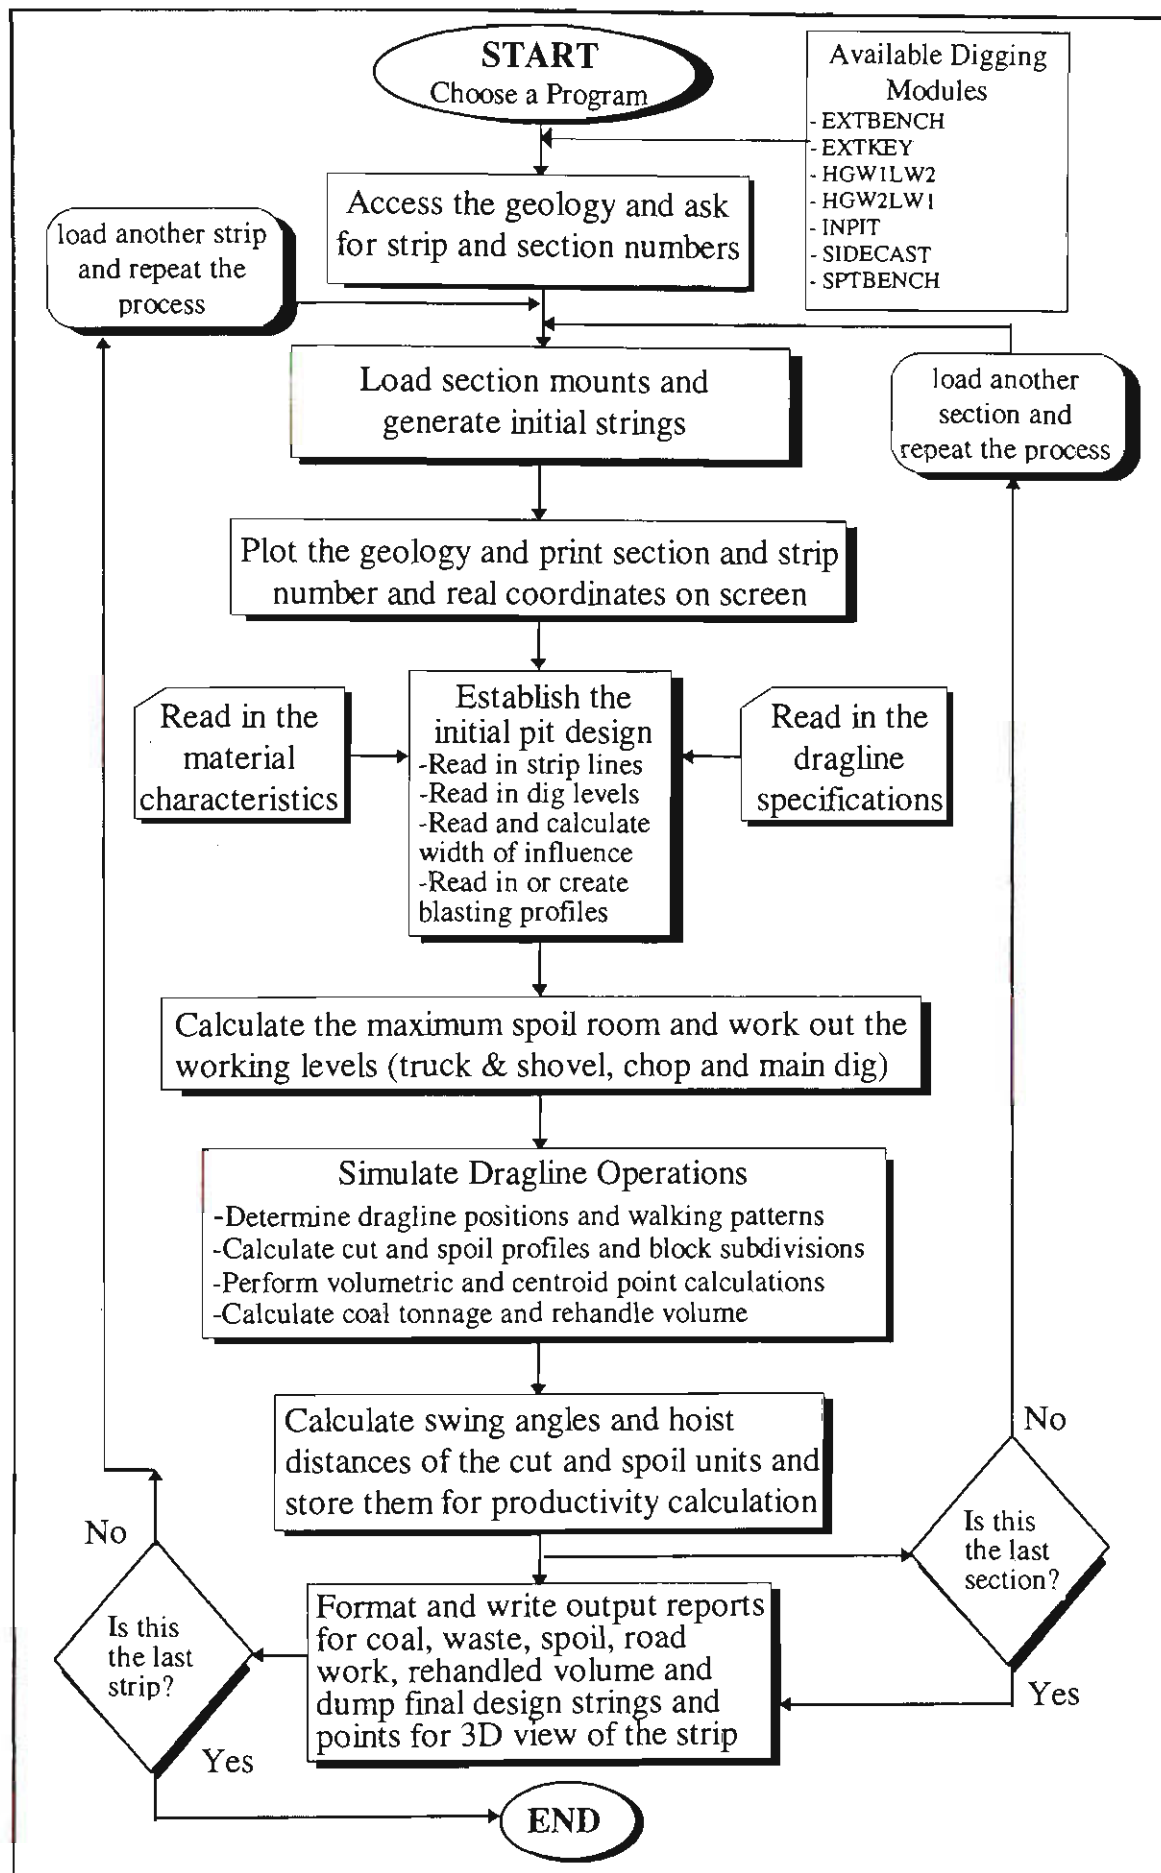 START
Choose a Program
Available Digging
Modules
- EXTBENCH
- EXTKEY
- HGW1LW2
- HGW2LW1
- INPIT
- SIDECAST
- SPTBENCH
Access the geology and ask
for strip and section numbers
load another strip
and repeat the
process
Load section mounts and
generate initial strings
load another
section and
repeat the process
Plot the geology and print section and strip
number and real coordinates on screen
Read in the
material
characteristics
Establish the
initial pit design
-Read in strip lines
-Read in dig levels
-Read and calculate
width of influence
-Read in or create
blasting profiles
Read in the
dragline
specifications
Calculate the maximum spoil room and work out the
working levels (truck & shovel, chop and main dig)
Simulate Dragline Operations
-Determine dragline positions and walking patterns
-Calculate cut and spoil profiles and block subdivisions
-Perform volumetric and centroid point calculations
-Calculate coal tonnage and rehandle volume
Calculate swing angles and hoist
distances of the cut and spoil units and
store them for productivity calculation
No
Is this
the last
section?
Yes
Format and write output reports
for coal, waste, spoil, road
work, rehandled volume and
dump final design strings and
points for 3D view of the strip
No
Is this
the last
strip?
Yes
END